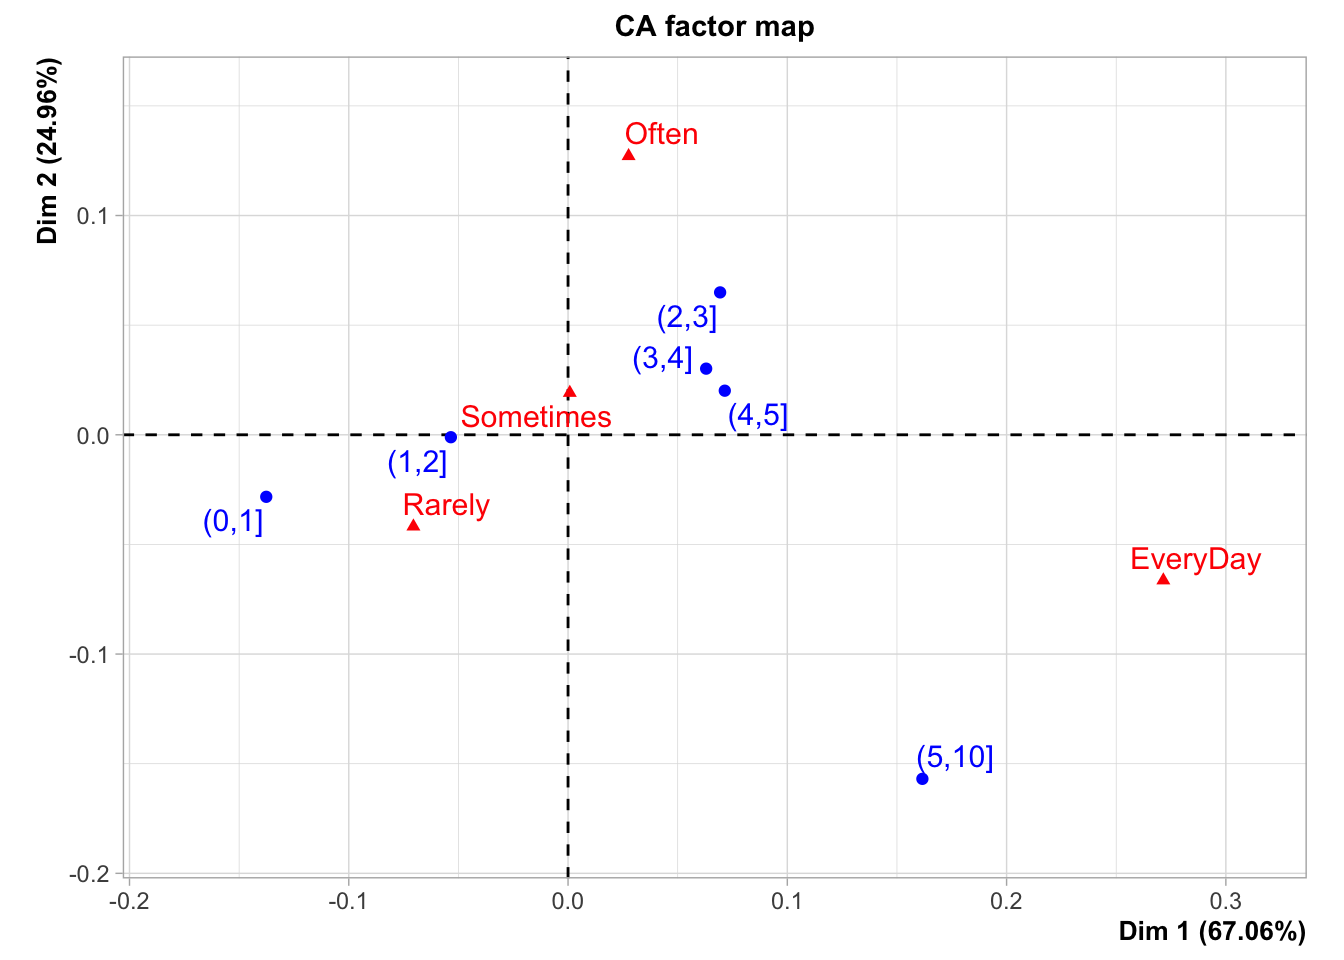 CA factor map
Dim 2 (24.96%)
Often
0.1
(2,3]
(3,4]
Sometimes
(4,5]
0.0
(1,2]
Rarely
(0,1]
EveryDay
-0.1
(5,10]
-0.2
-0.2 -0.1 0.0 0.1 0.2 0.3
Dim 1 (67.06%)